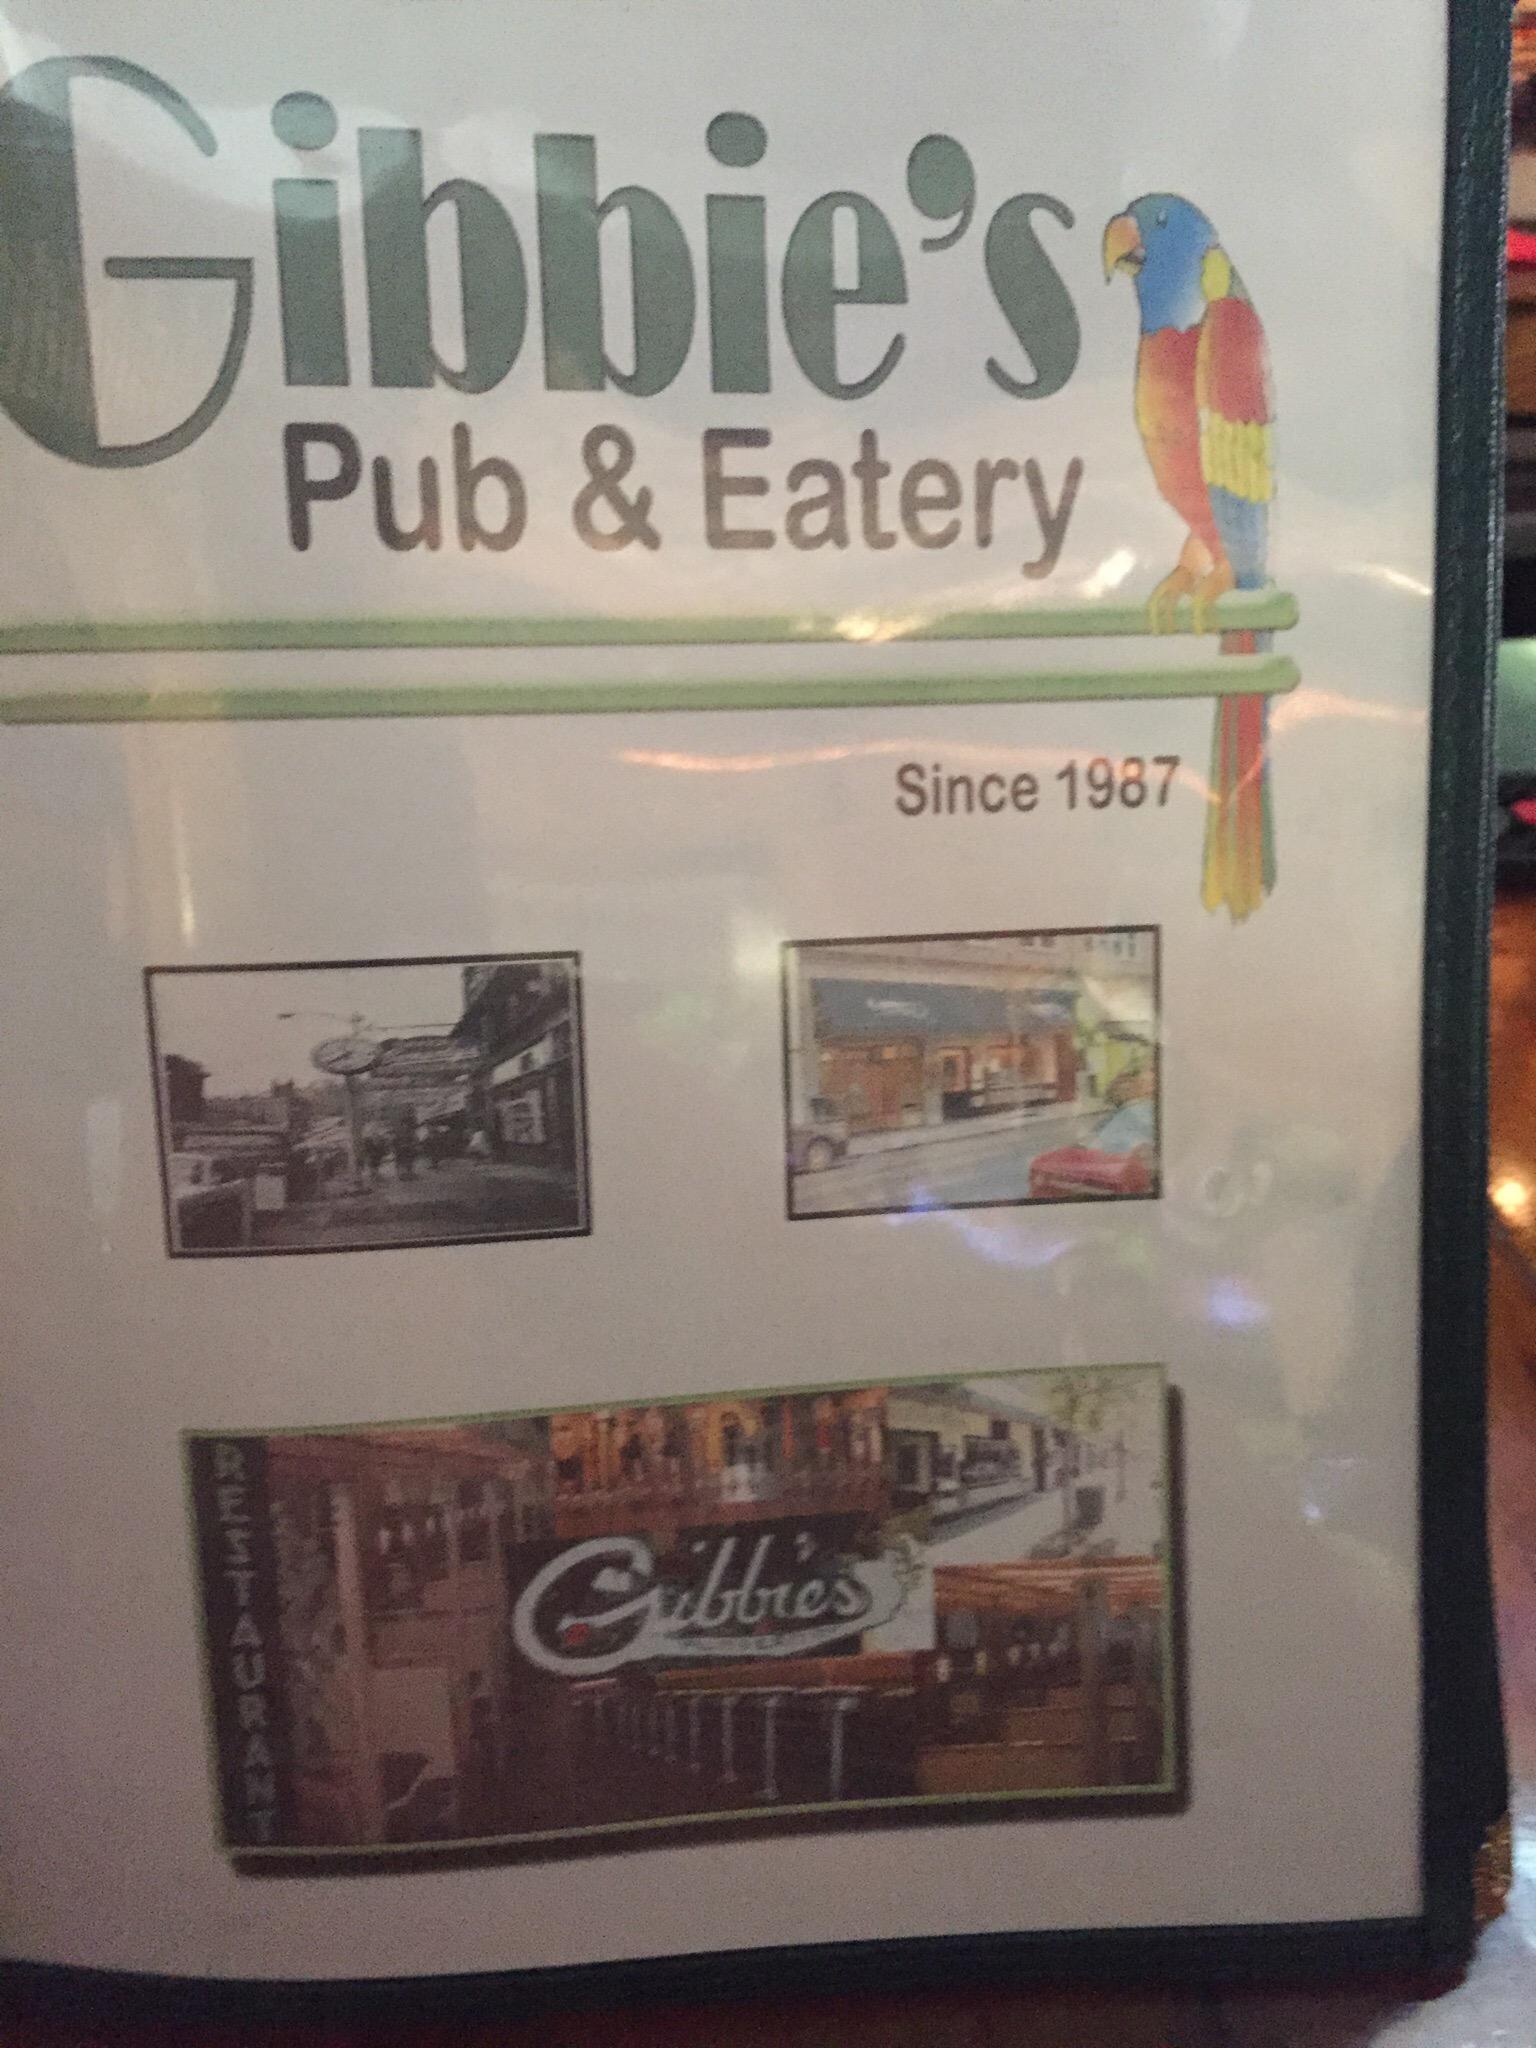 Gibbie's
Pub & Eatery
Since 1987
RESTAURANT
Gibbie's